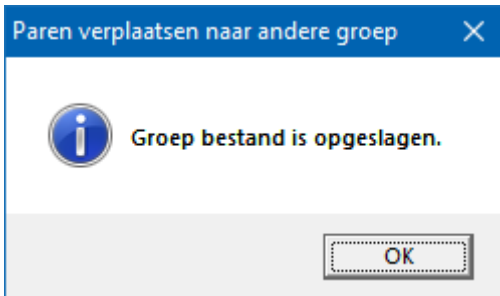 Paren verplaatsen naar andere groep
Groep bestand is opgeslagen.
OK